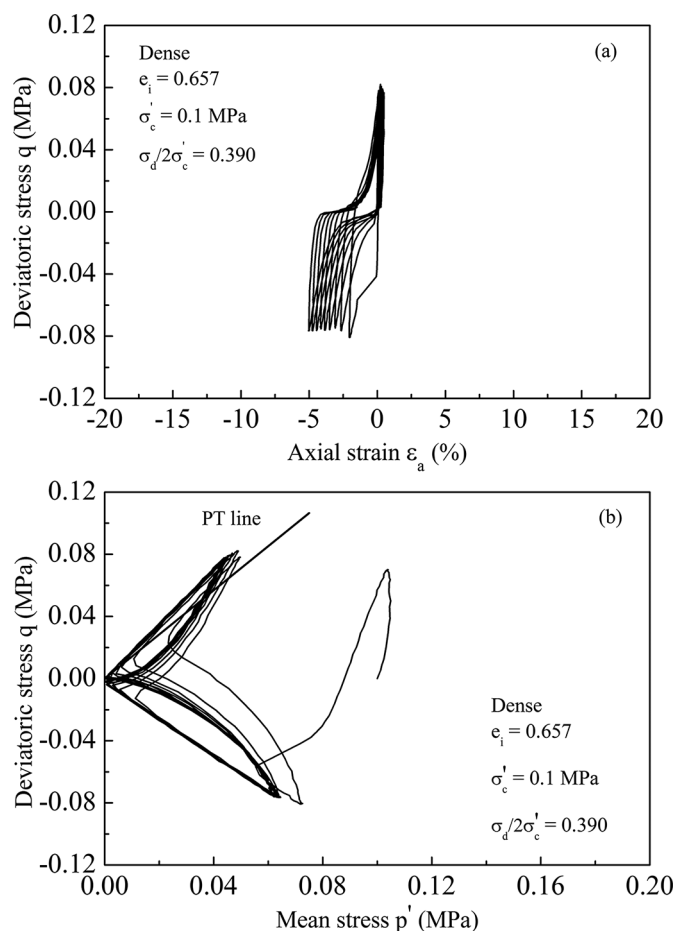 0.12
Dense
(a)
e_i = 0.657
0.08
σ'_c = 0.1 MPa
0.04
σ_d/2σ'_c = 0.390
0.00
-0.04
-0.08
-0.12
Deviatoric stress q (MPa)
-20 -15 -10 -5 0 5 10 15 20
Axial strain ε_a (%)
0.12
PT line
(b)
0.08
0.04
0.00
Dense
-0.04
e_i = 0.657
σ'_c = 0.1 MPa
-0.08
σ_d/2σ'_c = 0.390
-0.12
Deviatoric stress q (MPa)
0.00 0.04 0.08 0.12 0.16 0.20
Mean stress p' (MPa)